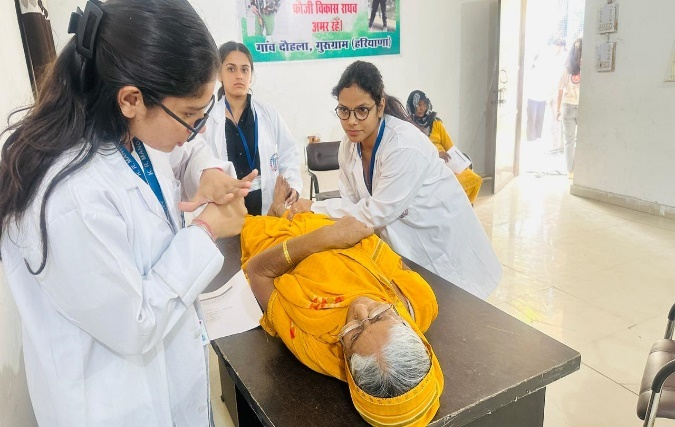 फौजी विकास राघव
अमर रहे।
गांव दौहला, गुरुग्राम (हरियाणा)